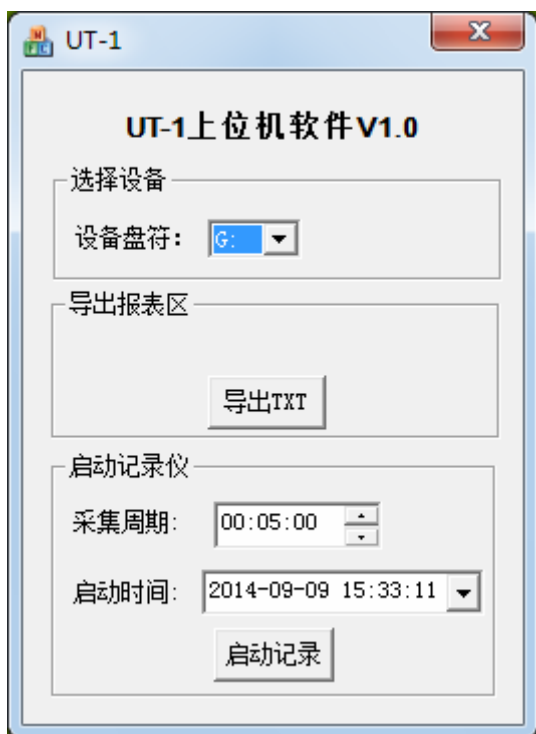 UT-1
UT-1上位机软件V1.0
选择设备
设备盘符： G:
导出报表区
导出TXT
启动记录仪
采集周期: 00:05:00
启动时间: 2014-09-09 15:33:11
启动记录